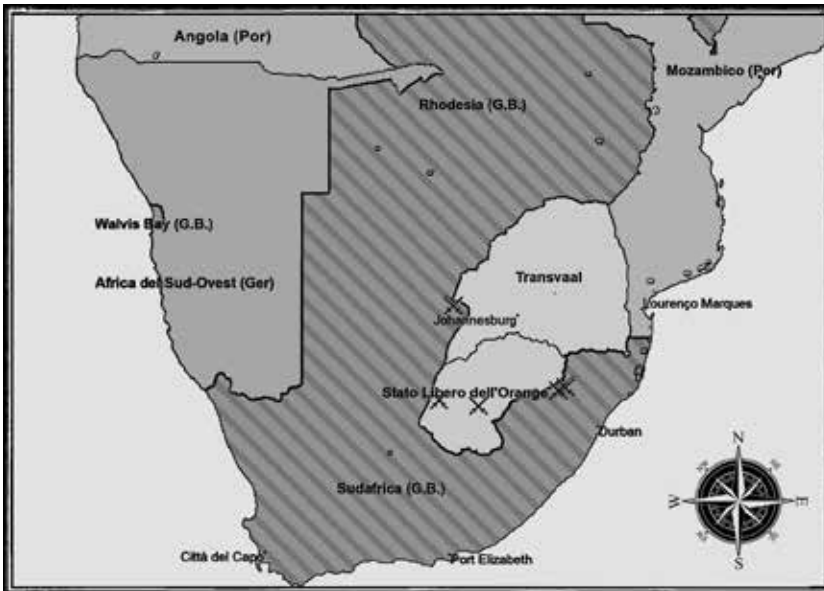 Angola (Por)
Mozambico (Por)
Rhodesia (G.B.)
Walvis Bay (G.B.)
Africa del Sud-Ovest (Ger)
Transvaal
Lourenço Marques
Johannesburg
Stato Libero dell'Orange
Durban
N
Sudafrica (G.B.)
W
E
Città del Capo
Port Elizabeth
S